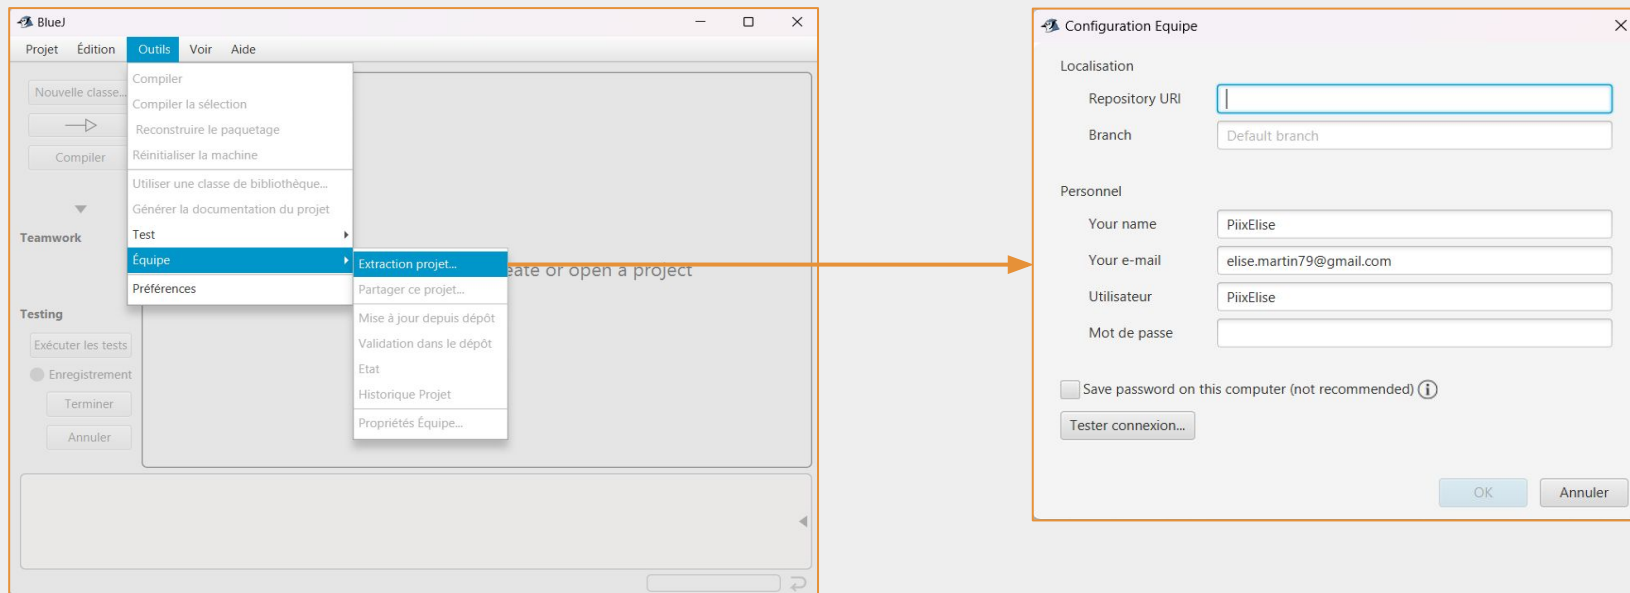 BlueJ
Projet Édition Outils Voir Aide
Nouvelle classe...
Compiler
Teamwork
Testing
Exécuter les tests
Enregistrement
Terminer
Annuler
Compiler
Compiler la sélection
Reconstruire le paquetage
Réinitialiser la machine
Utiliser une classe de bibliothèque...
Générer la documentation du projet
Test
Équipe
Préférences
Extraction projet...
Partager ce projet...
Mise à jour depuis dépôt
Validation dans le dépôt
Etat
Historique Projet
Propriétés Équipe...
eate or open a project
Configuration Equipe
Localisation
Repository URI
Branch Default branch
Personnel
Your name PiixElise
Your e-mail elise.martin79@gmail.com
Utilisateur PiixElise
Mot de passe
Save password on this computer (not recommended)
Tester connexion...
OK Annuler